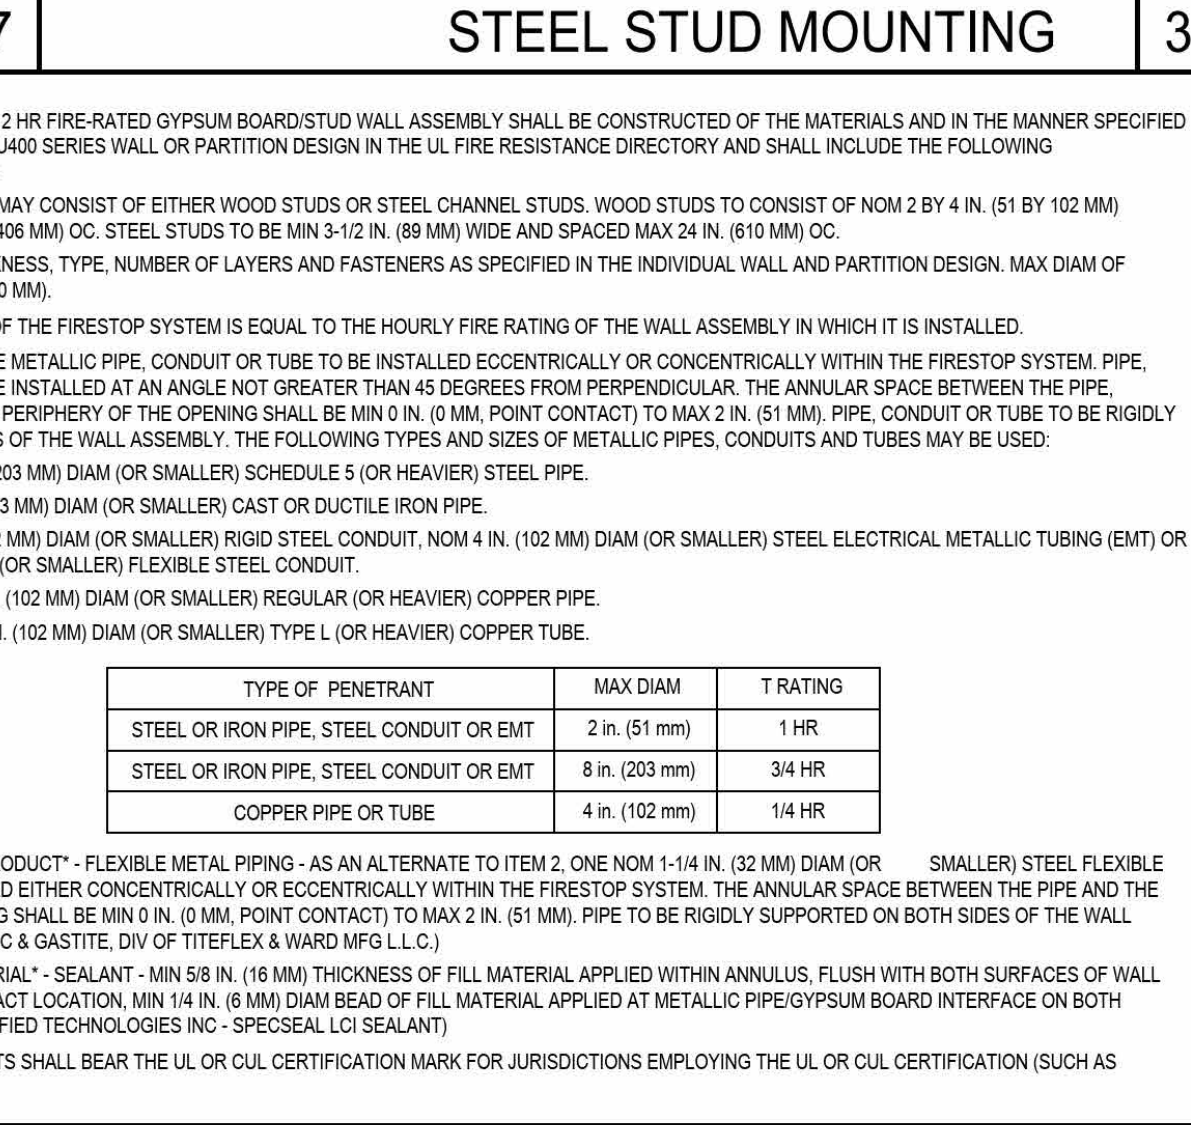 7 STEEL STUD MOUNTING 3
2 HR FIRE-RATED GYPSUM BOARD/STUD WALL ASSEMBLY SHALL BE CONSTRUCTED OF THE MATERIALS AND IN THE MANNER SPECIFIED
U400 SERIES WALL OR PARTITION DESIGN IN THE UL FIRE RESISTANCE DIRECTORY AND SHALL INCLUDE THE FOLLOWING
MAY CONSIST OF EITHER WOOD STUDS OR STEEL CHANNEL STUDS. WOOD STUDS TO CONSIST OF NOM 2 BY 4 IN. (51 BY 102 MM)
406 MM) OC. STEEL STUDS TO BE MIN 3-1/2 IN. (89 MM) WIDE AND SPACED MAX 24 IN. (610 MM) OC.
NESS, TYPE, NUMBER OF LAYERS AND FASTENERS AS SPECIFIED IN THE INDIVIDUAL WALL AND PARTITION DESIGN. MAX DIAM OF
0 MM).
OF THE FIRESTOP SYSTEM IS EQUAL TO THE HOURLY FIRE RATING OF THE WALL ASSEMBLY IN WHICH IT IS INSTALLED.
E METALLIC PIPE, CONDUIT OR TUBE TO BE INSTALLED ECCENTRICALLY OR CONCENTRICALLY WITHIN THE FIRESTOP SYSTEM. PIPE,
E INSTALLED AT AN ANGLE NOT GREATER THAN 45 DEGREES FROM PERPENDICULAR. THE ANNULAR SPACE BETWEEN THE PIPE,
PERIPHERY OF THE OPENING SHALL BE MIN 0 IN. (0 MM, POINT CONTACT) TO MAX 2 IN. (51 MM). PIPE, CONDUIT OR TUBE TO BE RIGIDLY
S OF THE WALL ASSEMBLY. THE FOLLOWING TYPES AND SIZES OF METALLIC PIPES, CONDUITS AND TUBES MAY BE USED:
203 MM) DIAM (OR SMALLER) SCHEDULE 5 (OR HEAVIER) STEEL PIPE.
3 MM) DIAM (OR SMALLER) CAST OR DUCTILE IRON PIPE.
2 MM) DIAM (OR SMALLER) RIGID STEEL CONDUIT, NOM 4 IN. (102 MM) DIAM (OR SMALLER) STEEL ELECTRICAL METALLIC TUBING (EMT) OR
(OR SMALLER) FLEXIBLE STEEL CONDUIT.
(102 MM) DIAM (OR SMALLER) REGULAR (OR HEAVIER) COPPER PIPE.
. (102 MM) DIAM (OR SMALLER) TYPE L (OR HEAVIER) COPPER TUBE.
TYPE OF PENETRANT MAX DIAM T RATING
STEEL OR IRON PIPE, STEEL CONDUIT OR EMT 2 in. (51 mm) 1 HR
STEEL OR IRON PIPE, STEEL CONDUIT OR EMT 8 in. (203 mm) 3/4 HR
COPPER PIPE OR TUBE 4 in. (102 mm) 1/4 HR
ODUCT* - FLEXIBLE METAL PIPING - AS AN ALTERNATE TO ITEM 2, ONE NOM 1-1/4 IN. (32 MM) DIAM (OR SMALLER) STEEL FLEXIBLE
D EITHER CONCENTRICALLY OR ECCENTRICALLY WITHIN THE FIRESTOP SYSTEM. THE ANNULAR SPACE BETWEEN THE PIPE AND THE
G SHALL BE MIN 0 IN. (0 MM, POINT CONTACT) TO MAX 2 IN. (51 MM). PIPE TO BE RIGIDLY SUPPORTED ON BOTH SIDES OF THE WALL
C & GASTITE, DIV OF TITEFLEX & WARD MFG L.L.C.)
RIAL* - SEALANT - MIN 5/8 IN. (16 MM) THICKNESS OF FILL MATERIAL APPLIED WITHIN ANNULUS, FLUSH WITH BOTH SURFACES OF WALL
ACT LOCATION, MIN 1/4 IN. (6 MM) DIAM BEAD OF FILL MATERIAL APPLIED AT METALLIC PIPE/GYPSUM BOARD INTERFACE ON BOTH
FIED TECHNOLOGIES INC - SPECSEAL LCI SEALANT)
TS SHALL BEAR THE UL OR CUL CERTIFICATION MARK FOR JURISDICTIONS EMPLOYING THE UL OR CUL CERTIFICATION (SUCH AS